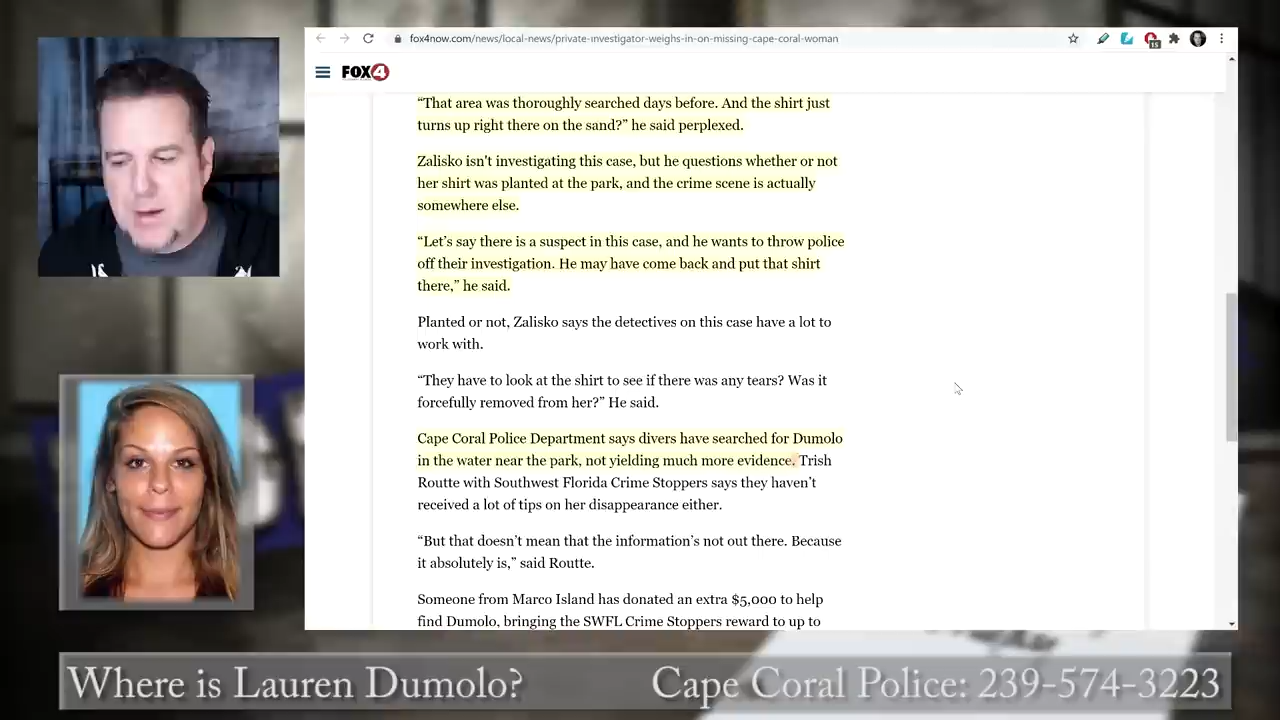 fox4now.com/news/local-news/private-investigator-weighs-in-on-missing-cape-coral-woman
15
FOX 4
“That area was thoroughly searched days before. And the shirt just
turns up right there on the sand?” he said perplexed.
Zalisko isn't investigating this case, but he questions whether or not
her shirt was planted at the park, and the crime scene is actually
somewhere else.
“Let’s say there is a suspect in this case, and he wants to throw police
off their investigation. He may have come back and put that shirt
there,” he said.
Planted or not, Zalisko says the detectives on this case have a lot to
work with.
“They have to look at the shirt to see if there was any tears? Was it
forcefully removed from her?” He said.
Cape Coral Police Department says divers have searched for Dumolo
in the water near the park, not yielding much more evidence. Trish
Routte with Southwest Florida Crime Stoppers says they haven’t
received a lot of tips on her disappearance either.
“But that doesn’t mean that the information’s not out there. Because
it absolutely is,” said Routte.
Someone from Marco Island has donated an extra $5,000 to help
find Dumolo, bringing the SWFL Crime Stoppers reward to up to
Where is Lauren Dumolo? Cape Coral Police: 239-574-3223